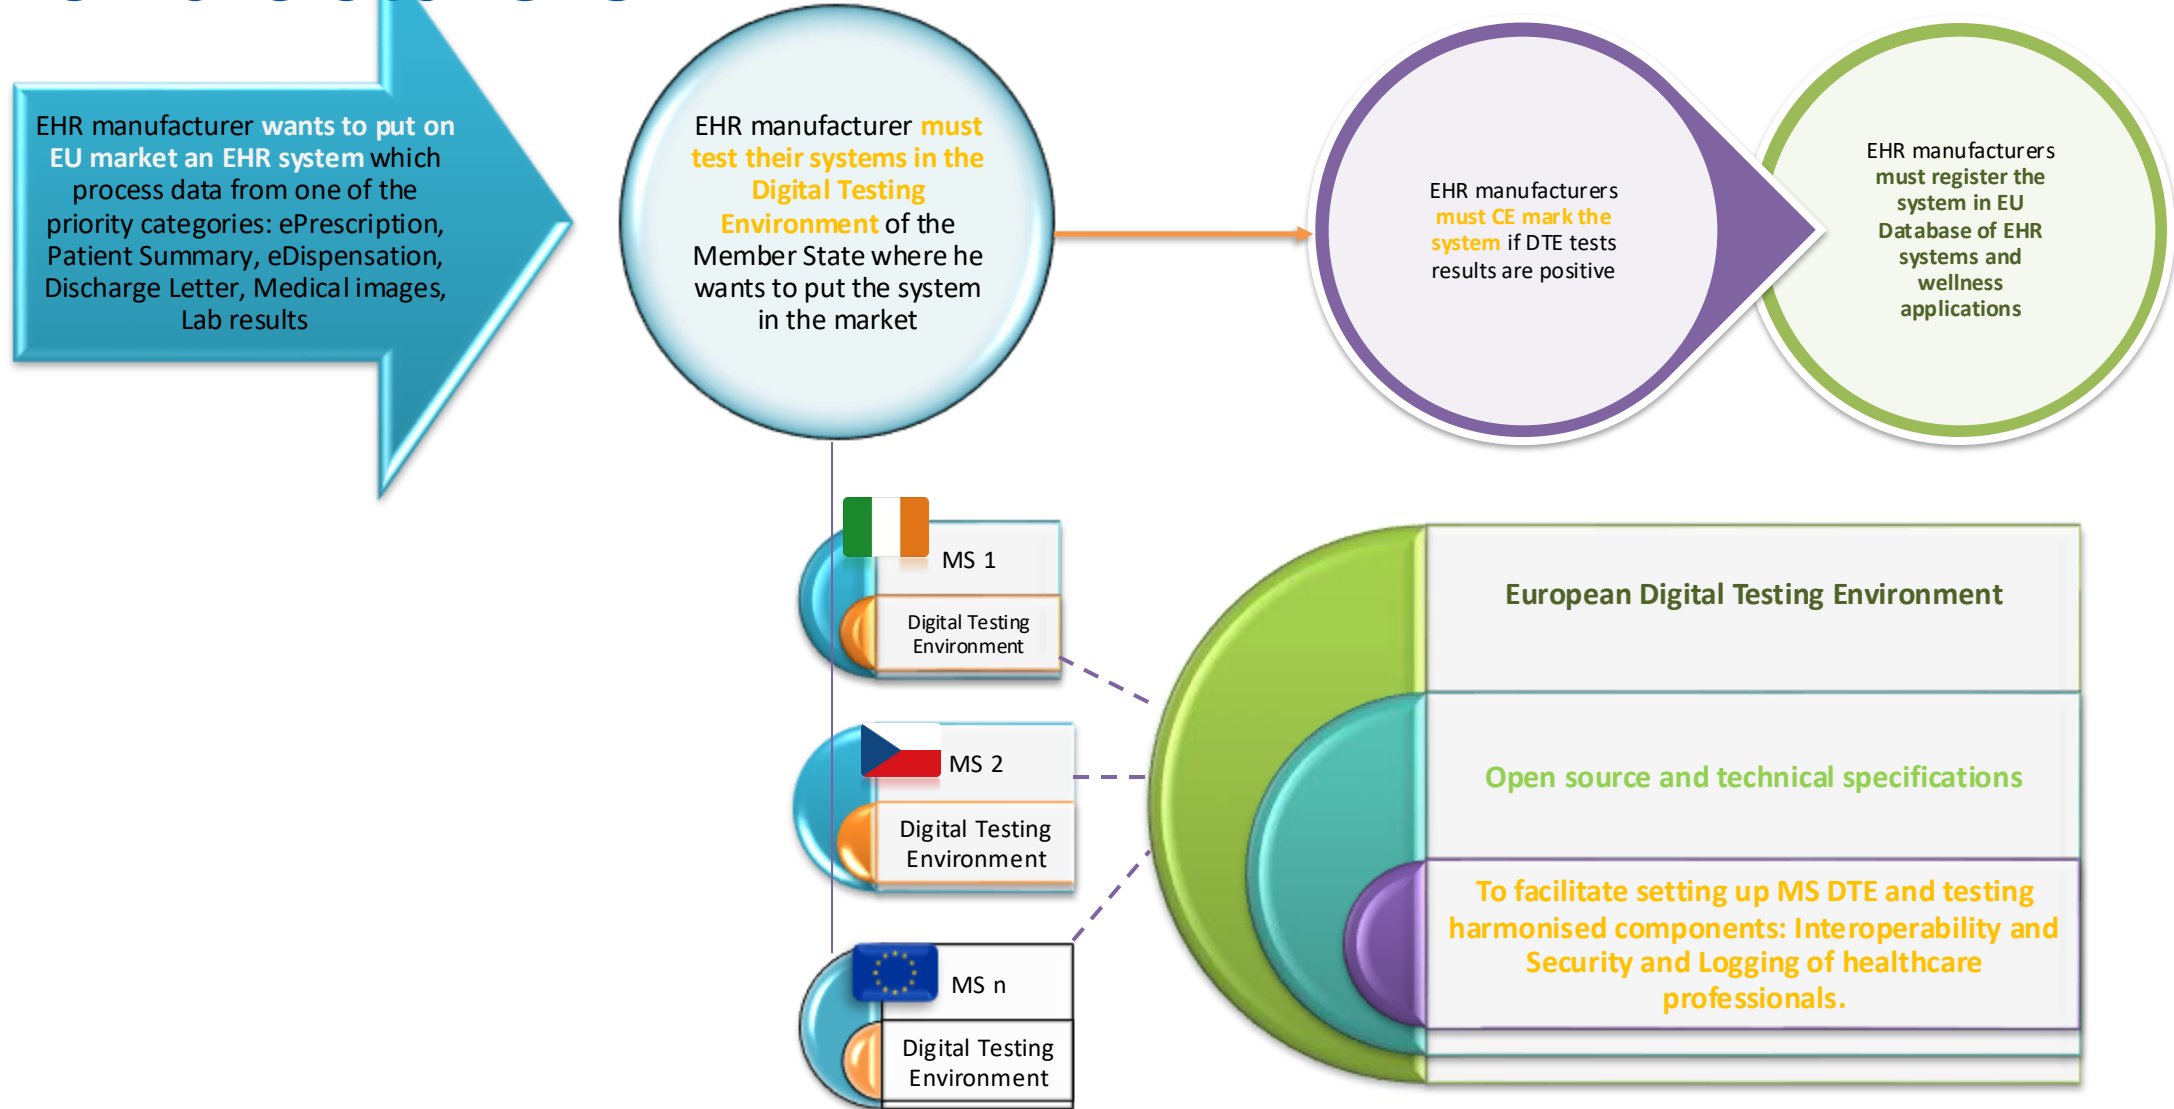 EHR manufacturer wants to put on
EU market an EHR system which
process data from one of the
priority categories: ePrescription,
Patient Summary, eDispensation,
Discharge Letter, Medical images,
Lab results
EHR manufacturer must
test their systems in the
Digital Testing
Environment of the
Member State where he
wants to put the system
in the market
EHR manufacturers
must CE mark the
system if DTE tests
results are positive
EHR manufacturers
must register the
system in EU
Database of EHR
systems and
wellness
applications
MS 1
Digital Testing
Environment
MS 2
Digital Testing
Environment
MS n
Digital Testing
Environment
European Digital Testing Environment
Open source and technical specifications
To facilitate setting up MS DTE and testing
harmonised components: Interoperability and
Security and Logging of healthcare
professionals.